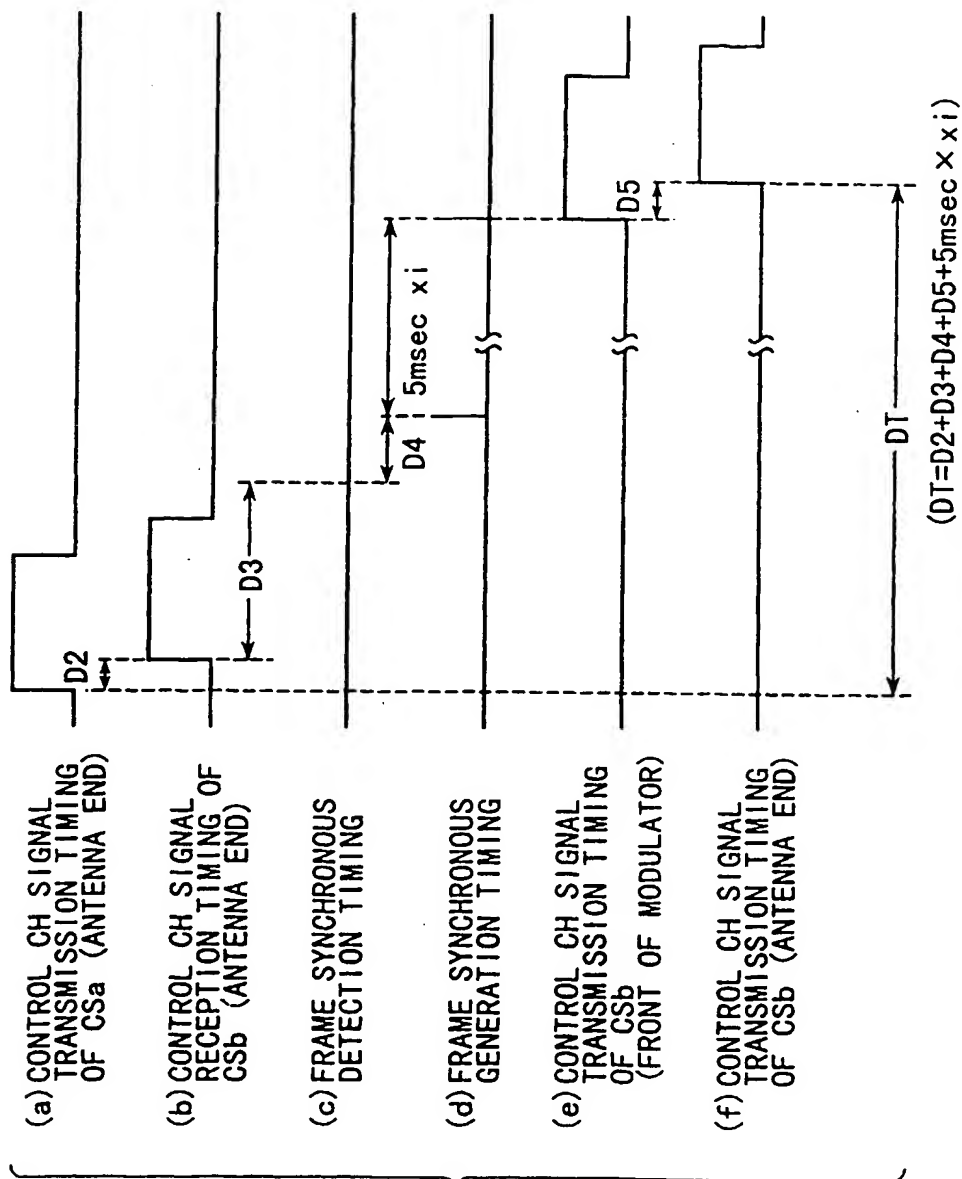 (a) CONTROL CH SIGNAL
TRANSMISSION TIMING
OF CSa (ANTENNA END)
D2
(b) CONTROL CH SIGNAL
RECEPTION TIMING OF
CSb (ANTENNA END)
D3
(c) FRAME SYNCHRONOUS
DETECTION TIMING
D4
5msec xi
(d) FRAME SYNCHRONOUS
GENERATION TIMING
(e) CONTROL CH SIGNAL
TRANSMISSION TIMING
OF CSb
(FRONT OF MODULATOR)
D5
(f) CONTROL CH SIGNAL
TRANSMISSION TIMING
OF CSb (ANTENNA END)
DT
(DT=D2+D3+D4+D5+5msec × xi)